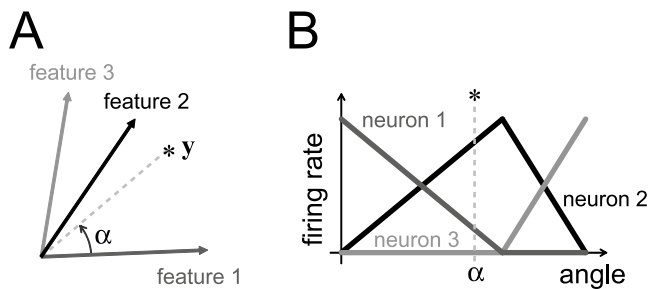 A
feature 3
feature 2
* y
α
feature 1
B
*
neuron 1
firing rate
neuron 2
neuron 3
α
angle